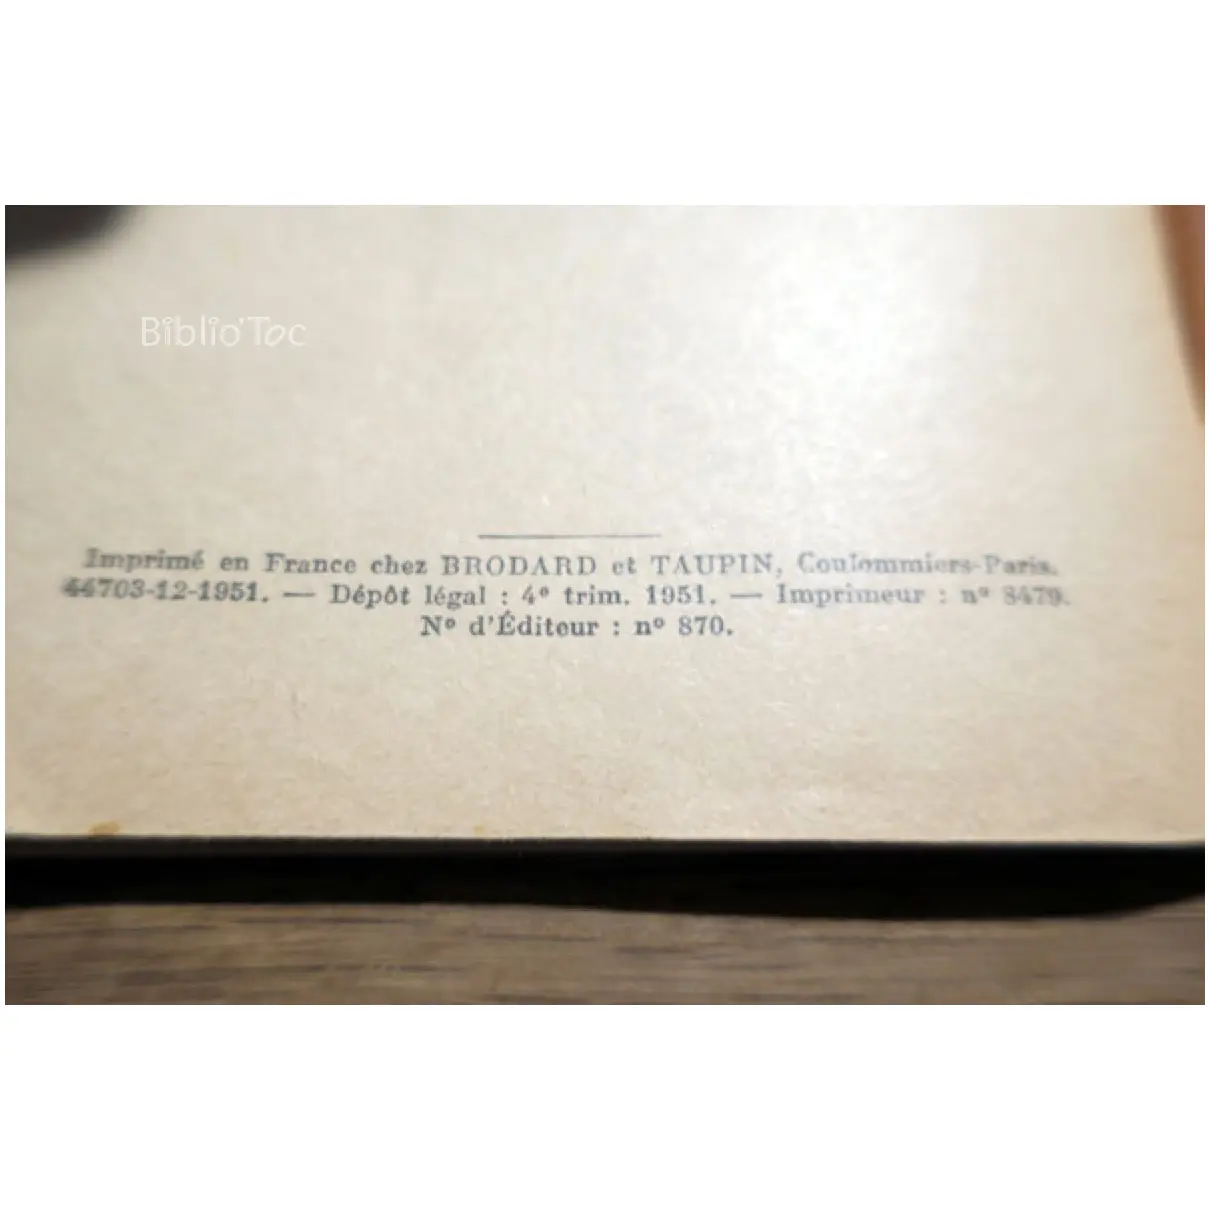 Biblio'Toc
Imprimé en France chez BRODARD et TAUPIN, Coulommiers-Paris.
44703-12-1951. — Dépôt légal : 4e trim. 1951. — Imprimeur : nº 8479.
Nº d'Éditeur : nº 870.